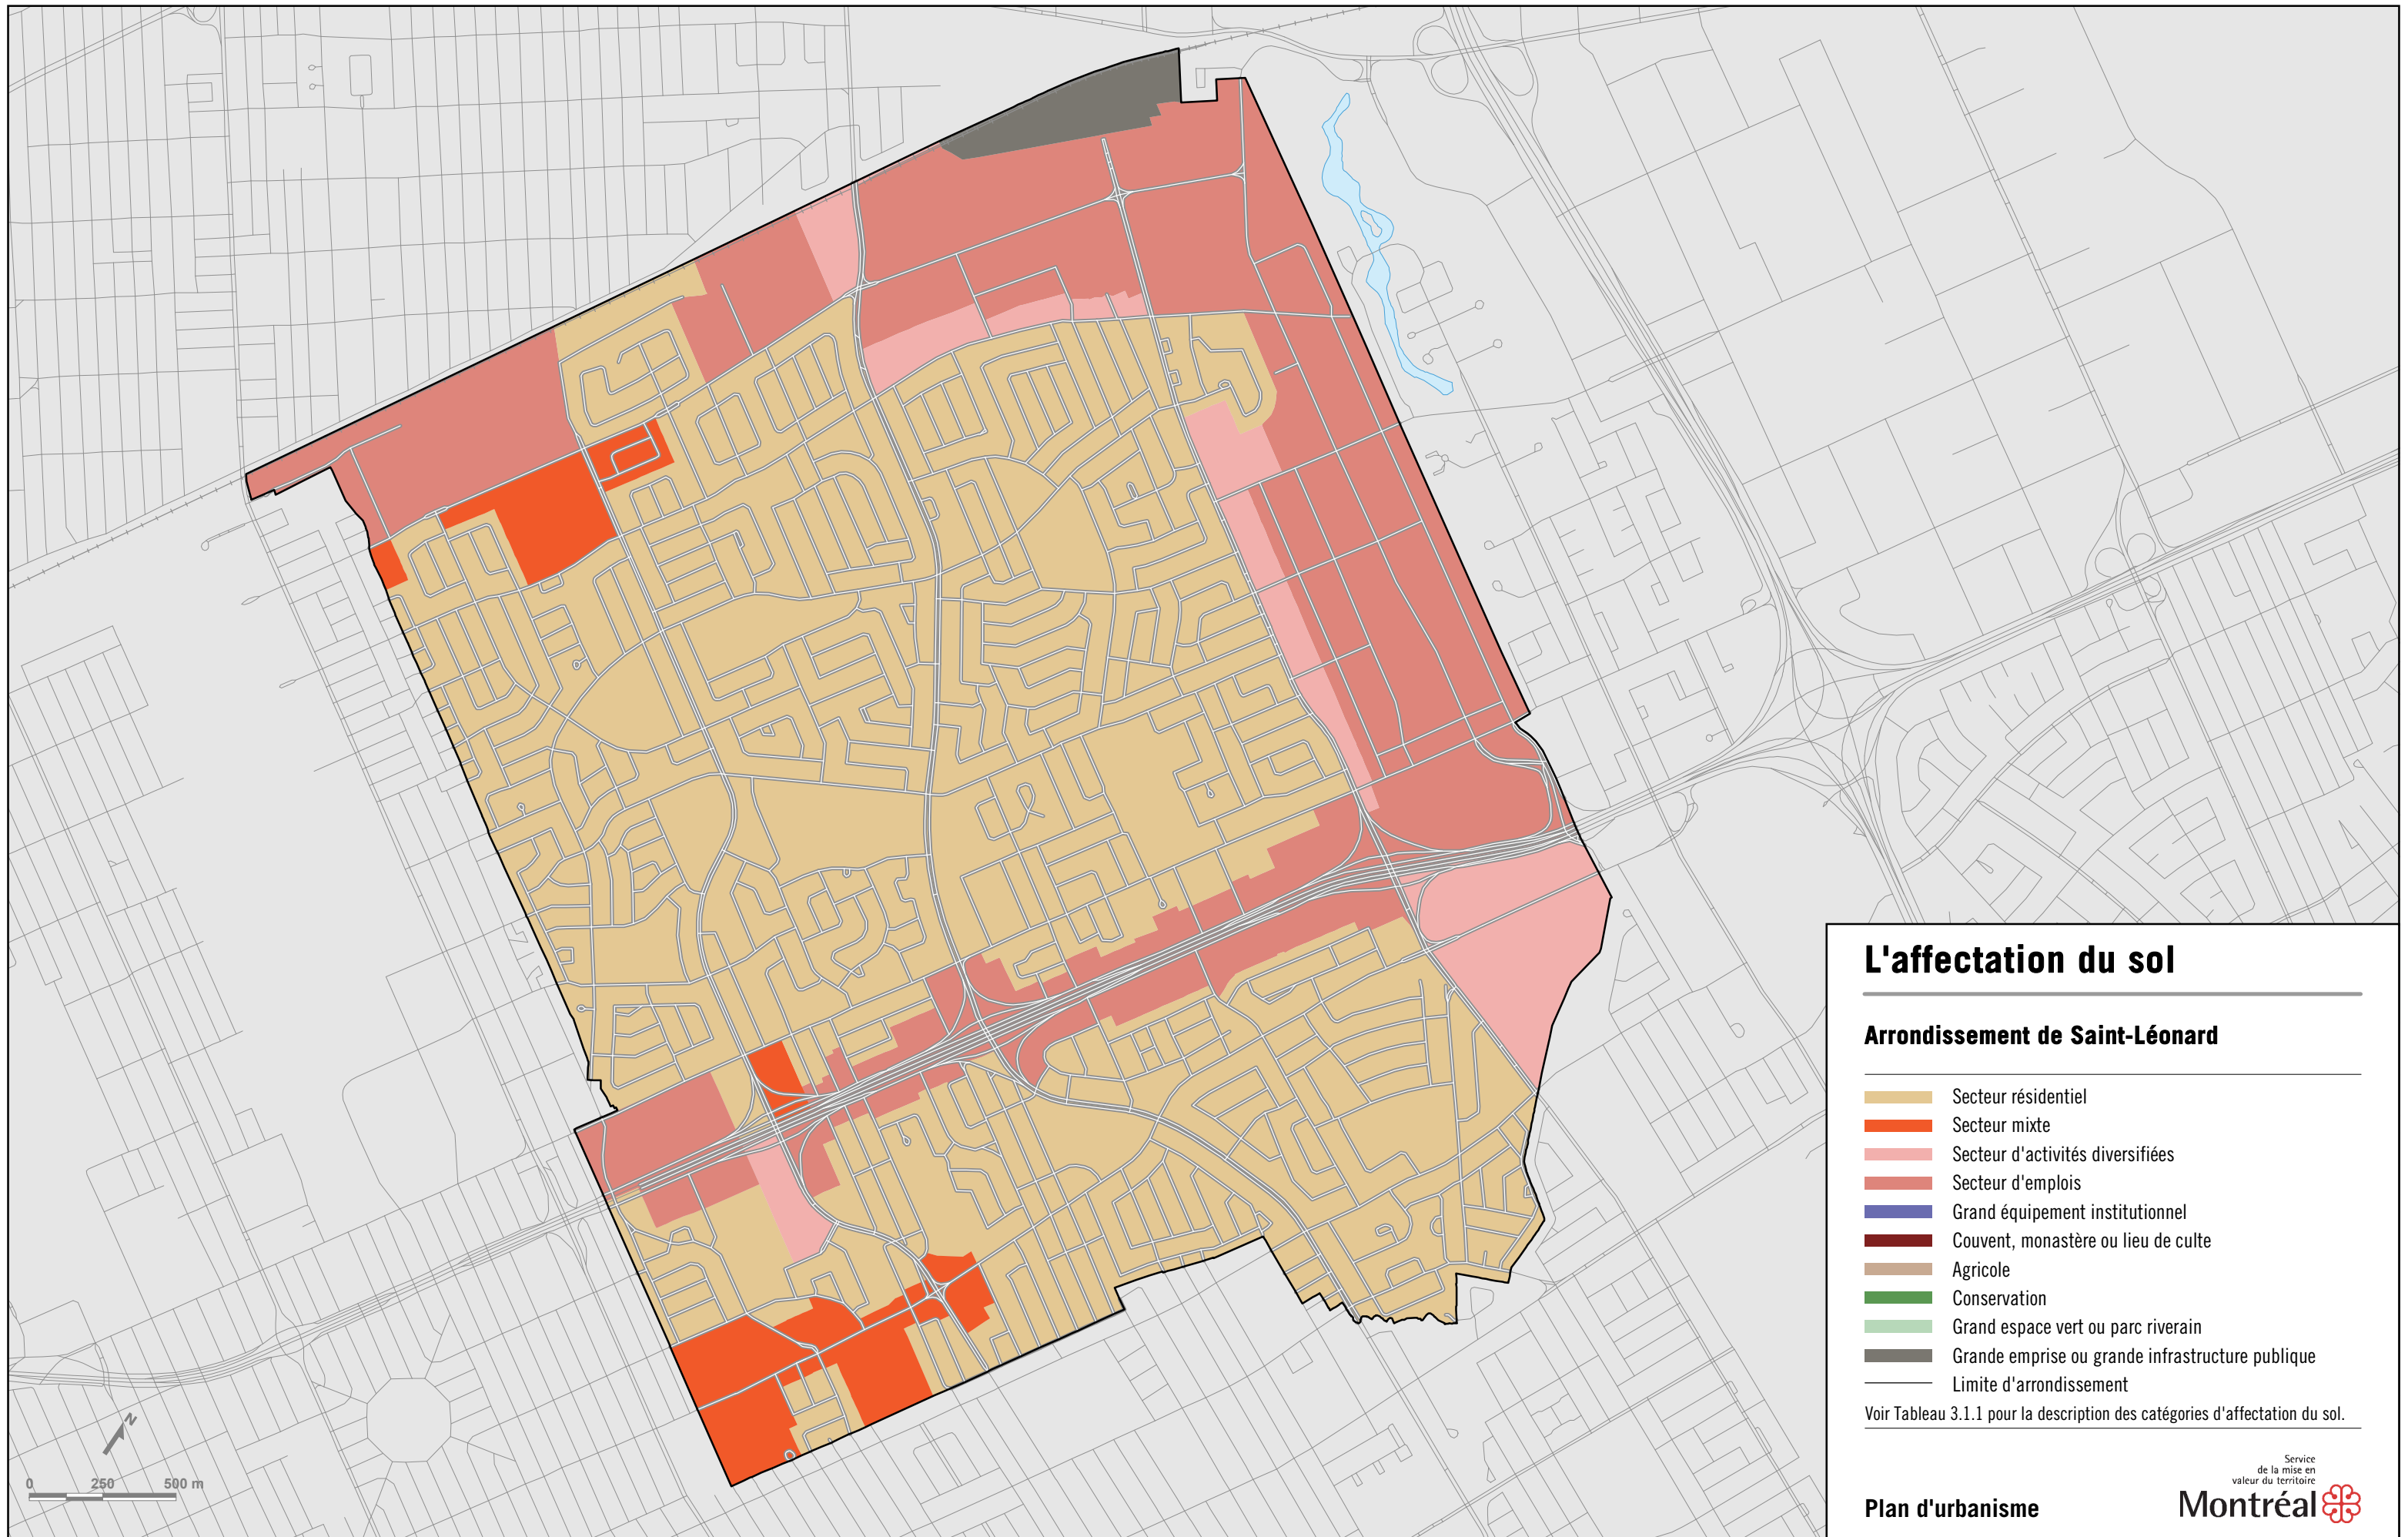 L'affectation du sol
Arrondissement de Saint-Léonard
Secteur résidentiel
Secteur mixte
Secteur d'activités diversifiées
Secteur d'emplois
Grand équipement institutionnel
Couvent, monastère ou lieu de culte
Agricole
Conservation
Grand espace vert ou parc riverain
Grande emprise ou grande infrastructure publique
Limite d'arrondissement
Voir Tableau 3.1.1 pour la description des catégories d'affectation du sol.
N
0 250 500 m
Plan d'urbanisme
Service
de la mise en
valeur du territoire
Montréal